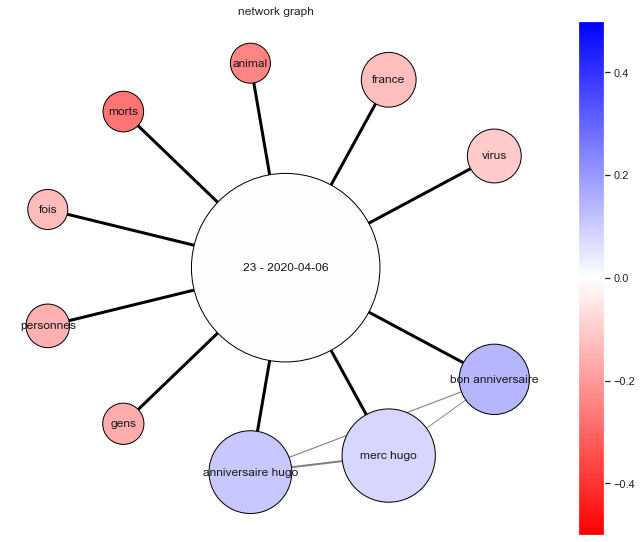 network graph
animal
france
morts
virus
fois
23 - 2020-04-06
personnes
bon anniversaire
gens
merc hugo
anniversaire hugo
0.4
0.2
0.0
−0.2
−0.4